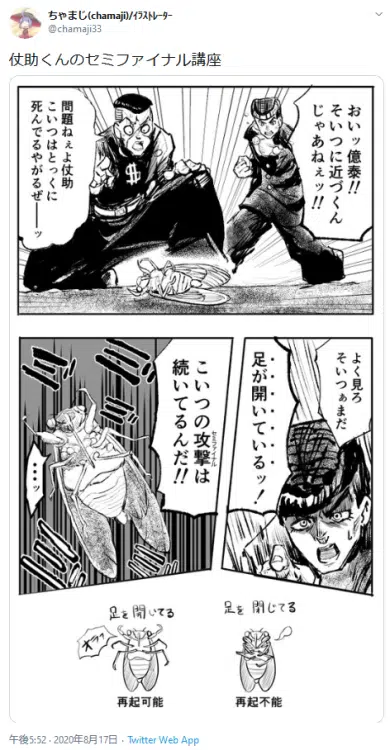 ちゃまじ(chamaji)/ｲﾗｽﾄﾚｰﾀｰ
@chamaji33
仗助くんのセミファイナル講座
おいッ億泰!!
そいつに近づくん
じゃあねぇッ!!
問題ねぇよ仗助
こいつはとっくに
死んでるやがるぜ━━ッ
よく見ろ
そいつぁまだ
足が開いているッ!
こいつの攻撃は
セミファイナル
続いてるんだ!!
・・・ッ
足を開いてる
足を閉じてる
再起可能
再起不能
午後5:52 · 2020年8月17日 · Twitter Web App